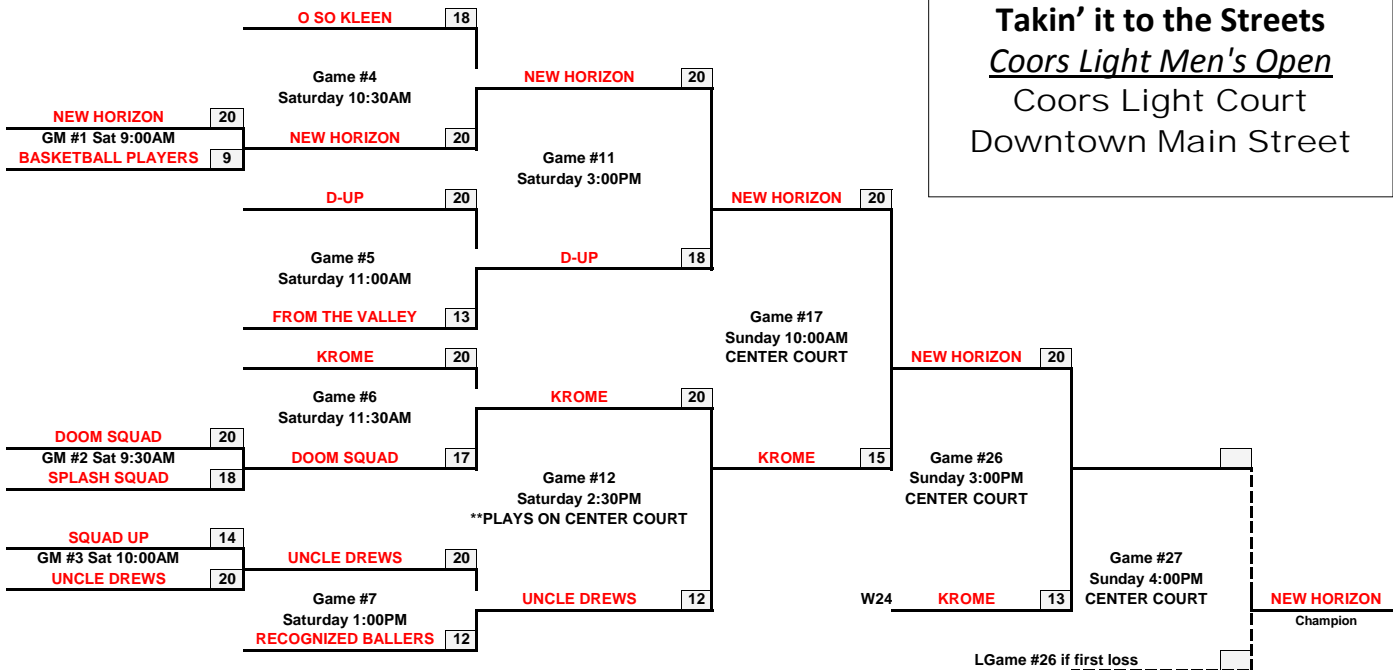 Takin' it to the Streets
Coors Light Men's Open
Coors Light Court
Downtown Main Street
O SO KLEEN 18
Game #4
Saturday 10:30AM
NEW HORIZON 20
NEW HORIZON 20
GM #1 Sat 9:00AM
BASKETBALL PLAYERS 9
NEW HORIZON 20
Game #11
Saturday 3:00PM
D-UP 20
NEW HORIZON 20
Game #5
Saturday 11:00AM
D-UP 18
FROM THE VALLEY 13
Game #17
Sunday 10:00AM
CENTER COURT
KROME 20
NEW HORIZON 20
Game #6
Saturday 11:30AM
KROME 20
DOOM SQUAD 20
GM #2 Sat 9:30AM
SPLASH SQUAD 18
DOOM SQUAD 17
KROME 15
Game #26
Sunday 3:00PM
CENTER COURT
Game #12
Saturday 2:30PM
**PLAYS ON CENTER COURT
SQUAD UP 14
GM #3 Sat 10:00AM
UNCLE DREWS 20
UNCLE DREWS 20
Game #27
Sunday 4:00PM
CENTER COURT
Game #7
Saturday 1:00PM
UNCLE DREWS 12
W24 KROME 13
NEW HORIZON
Champion
RECOGNIZED BALLERS 12
LGame #26 if first loss